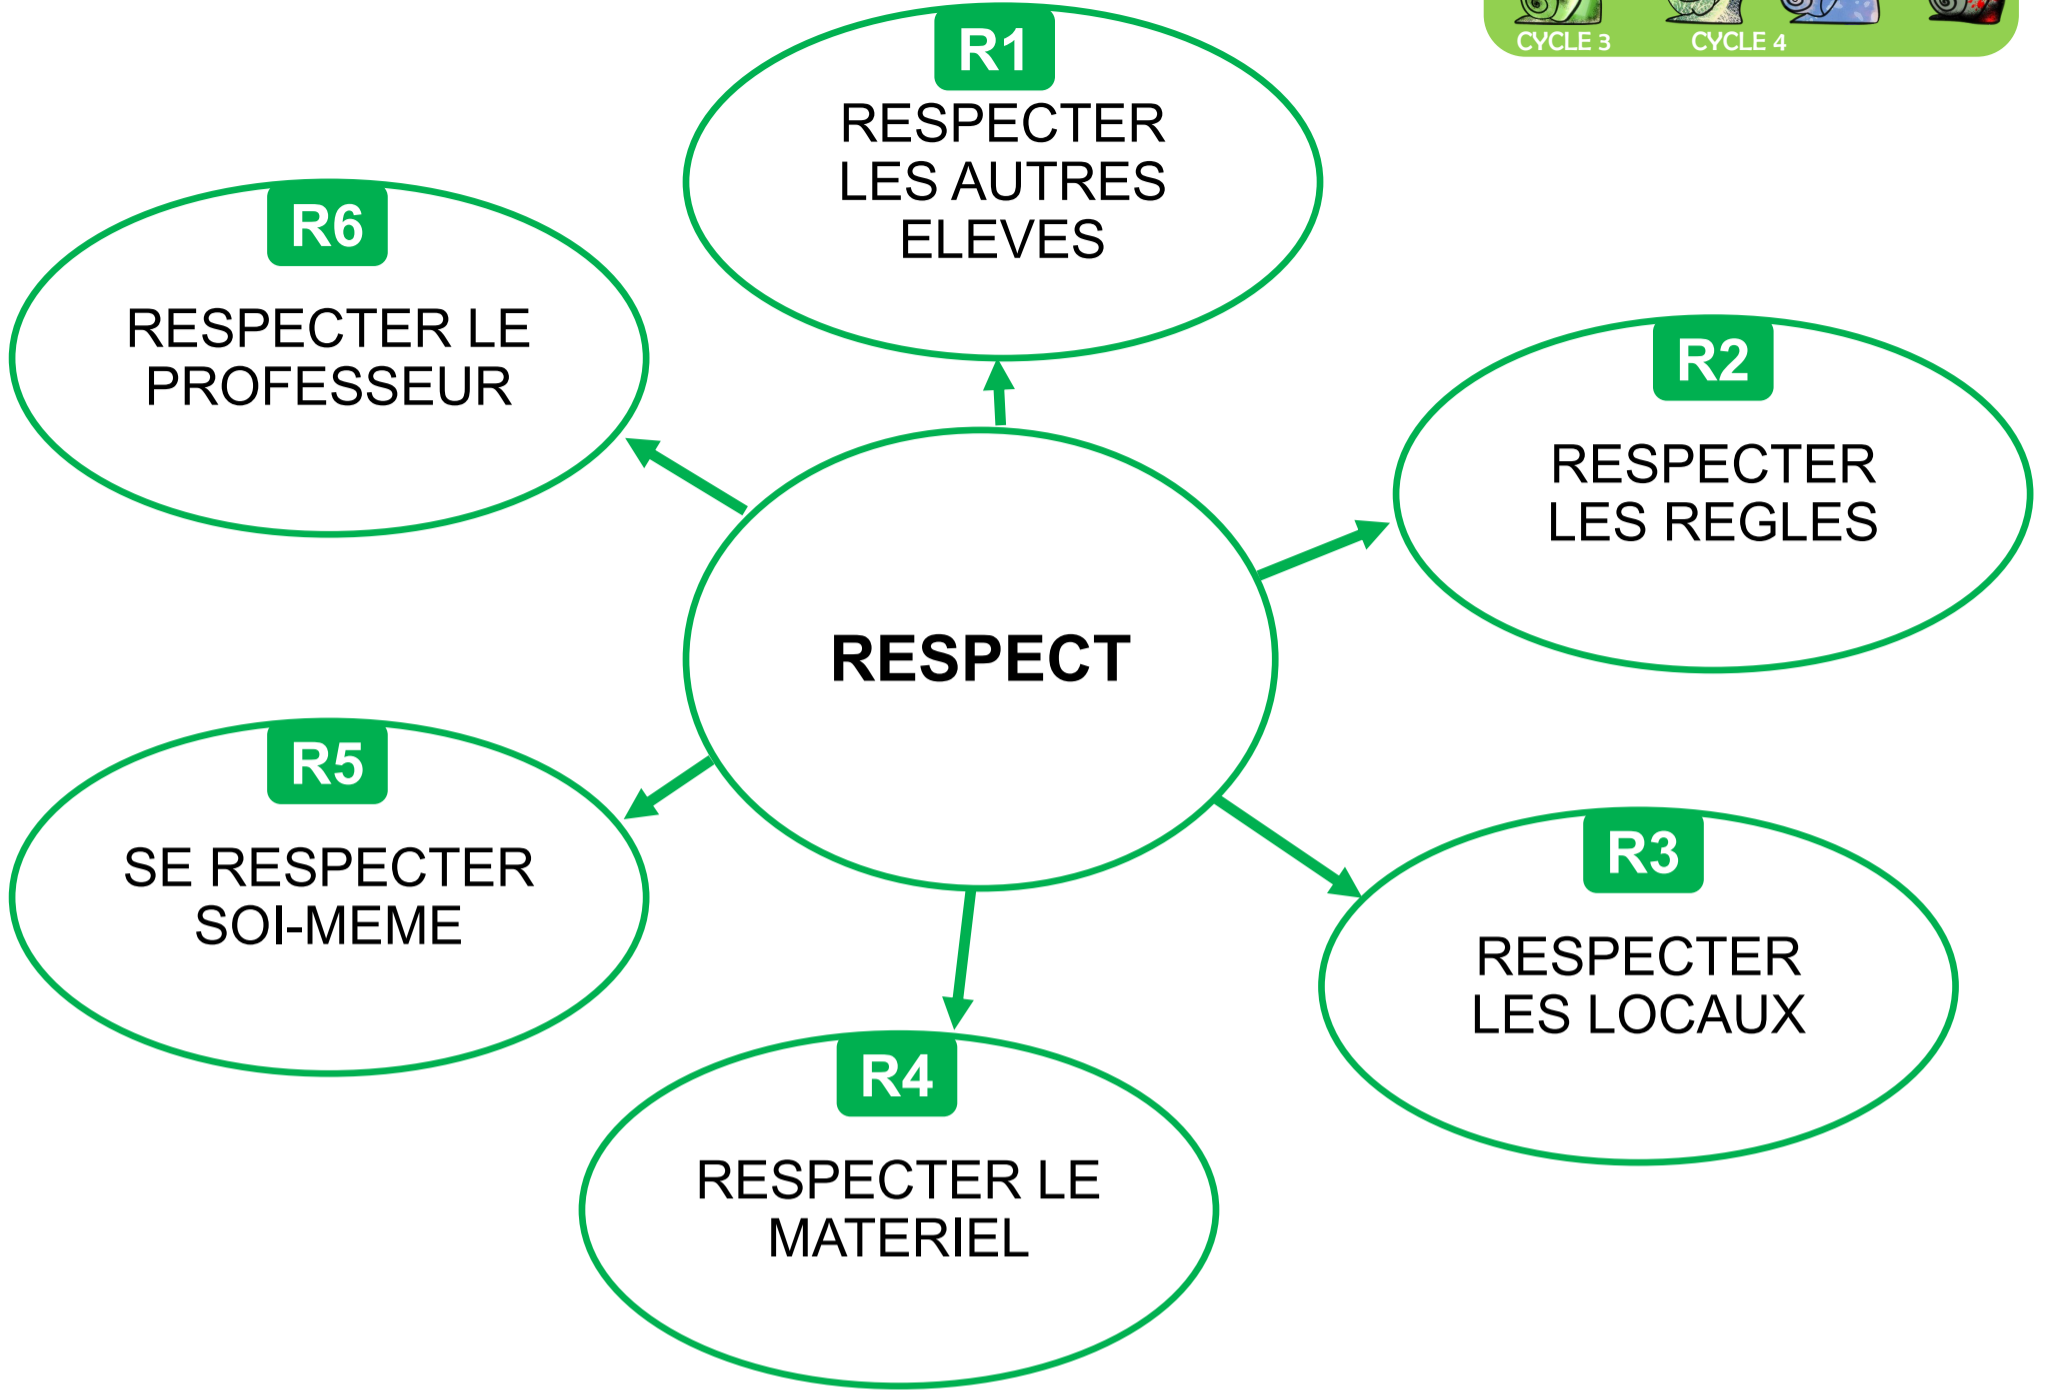 CYCLE 3
CYCLE 4
R1
RESPECTER
LES AUTRES
ELEVES
R6
RESPECTER LE
PROFESSEUR
R2
RESPECTER
LES REGLES
RESPECT
R5
SE RESPECTER
SOI-MEME
R3
RESPECTER
LES LOCAUX
R4
RESPECTER LE
MATERIEL